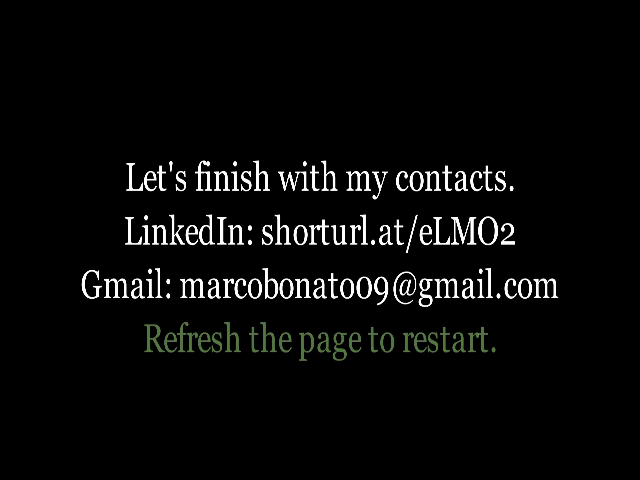 Let's finish with my contacts.
LinkedIn: shorturl.at/eLMO2
Gmail: marcobonato09@gmail.com
Refresh the page to restart.